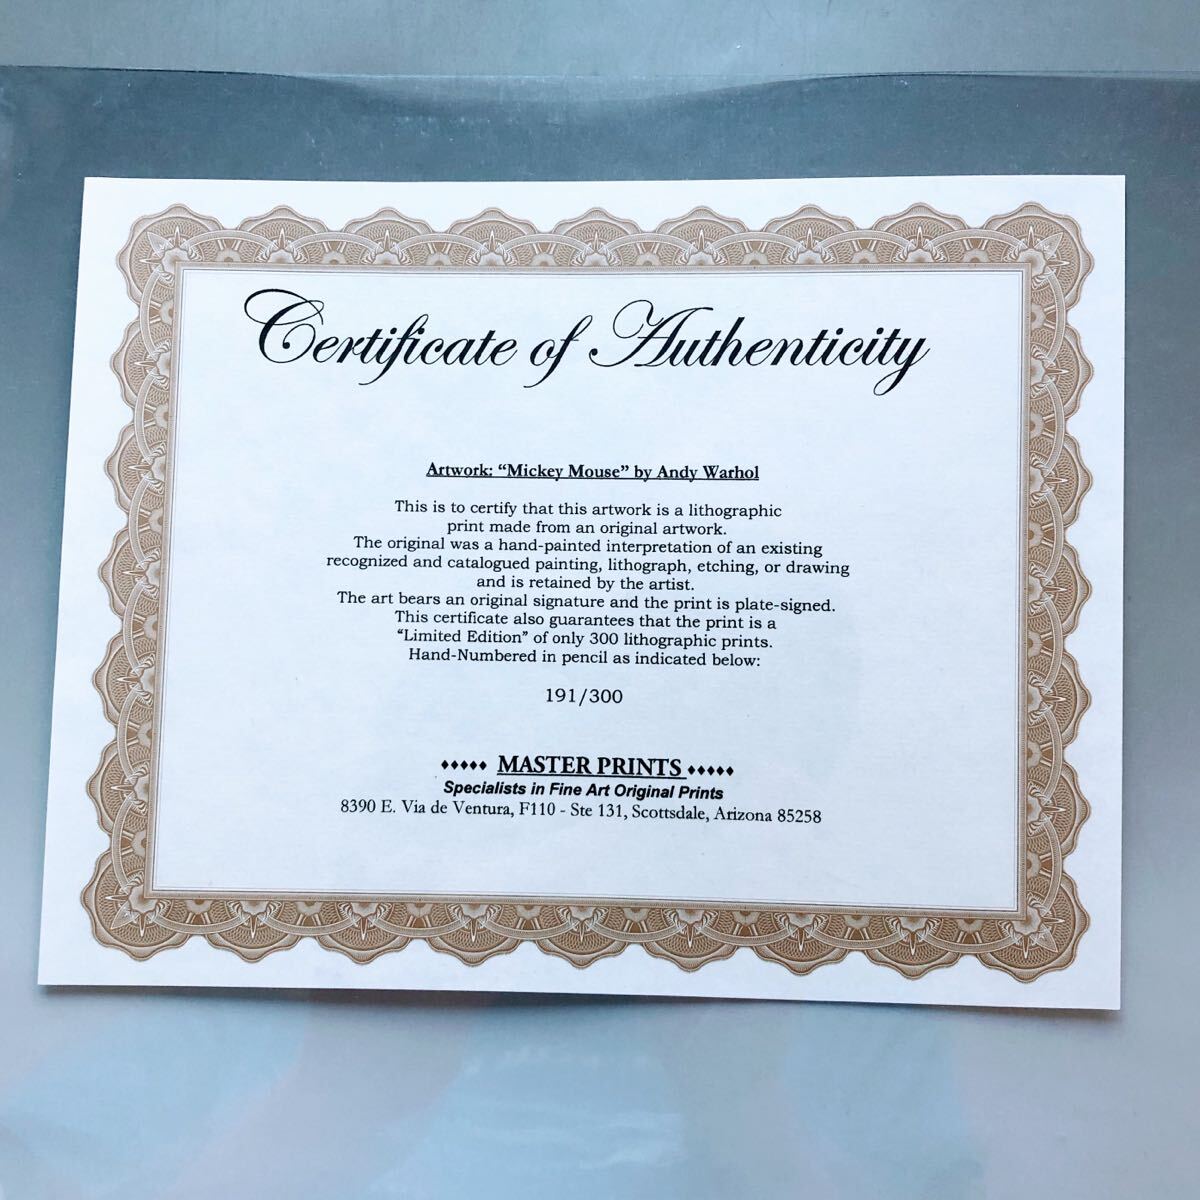 Certificate of Authenticity
Artwork: “Mickey Mouse” by Andy Warhol
This is to certify that this artwork is a lithographic
print made from an original artwork.
The original was a hand-painted interpretation of an existing
recognized and catalogued painting, lithograph, etching, or drawing
and is retained by the artist.
The art bears an original signature and the print is plate-signed.
This certificate also guarantees that the print is a
“Limited Edition” of only 300 lithographic prints.
Hand-Numbered in pencil as indicated below:
191/300
♦♦♦♦♦ MASTER PRINTS ♦♦♦♦♦
Specialists in Fine Art Original Prints
8390 E. Via de Ventura, F110 - Ste 131, Scottsdale, Arizona 85258